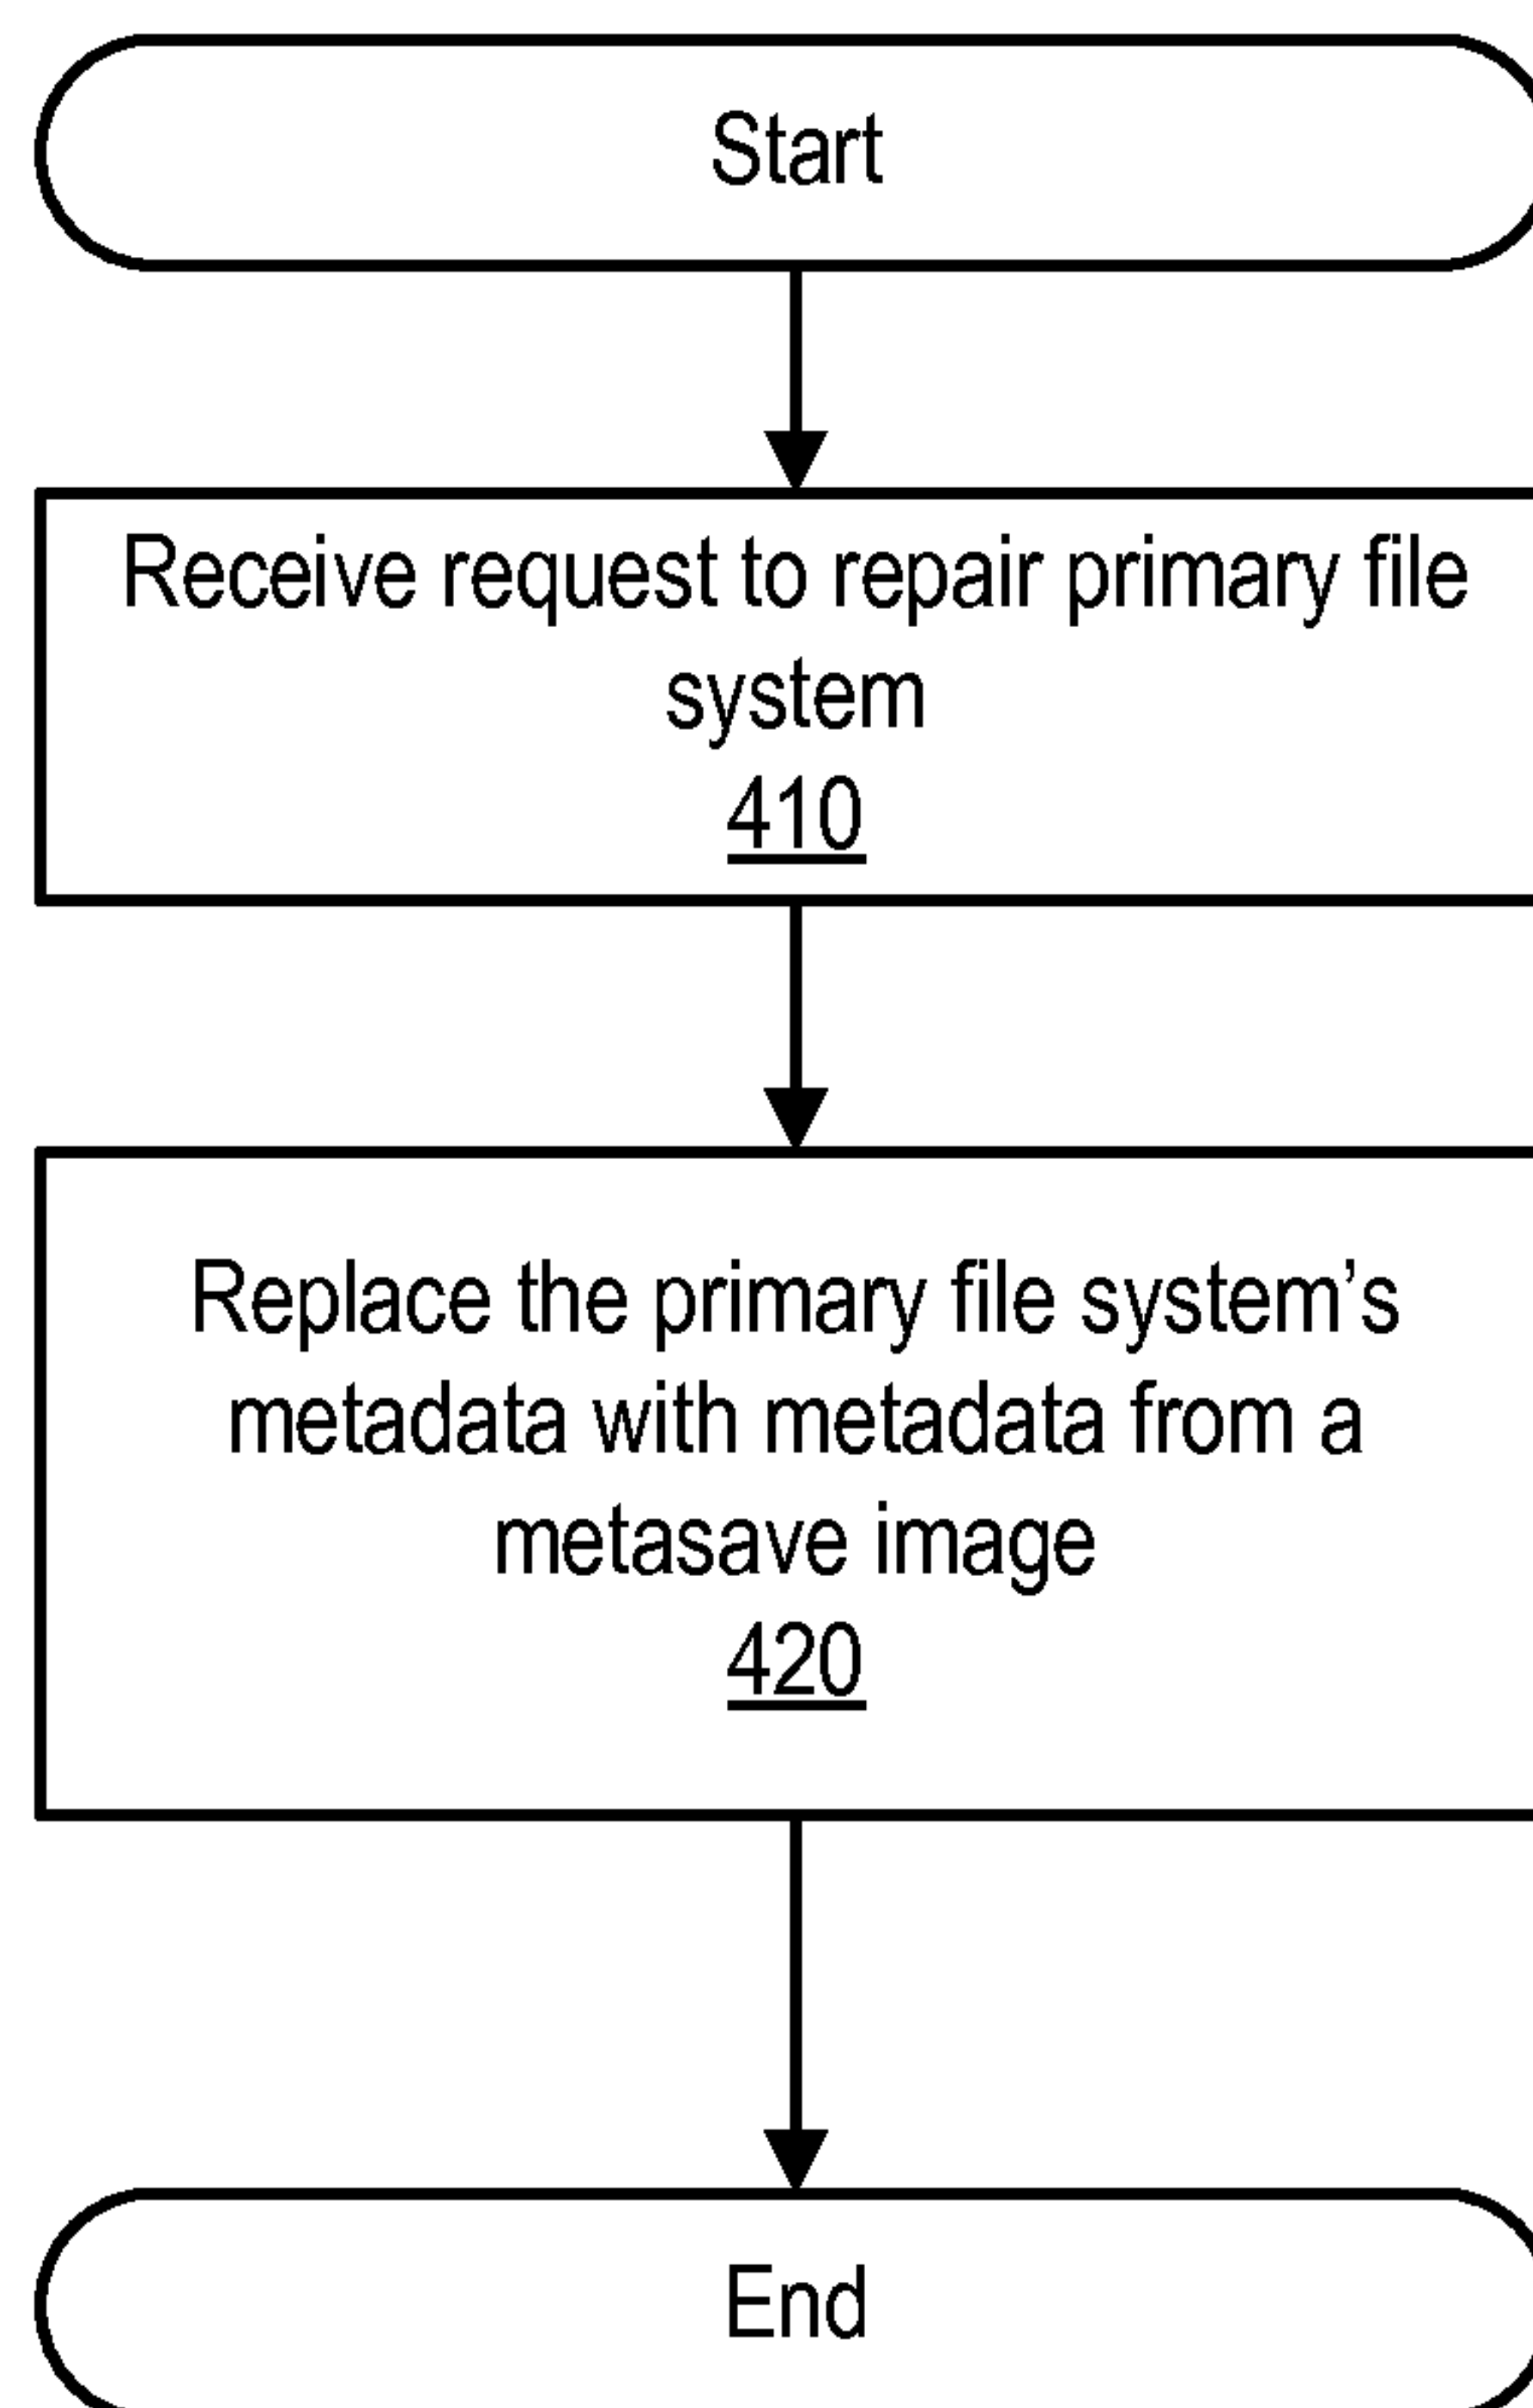 Start
Receive request to repair primary file
system
410
Replace the primary file system’s
metadata with metadata from a
metasave image
420
End